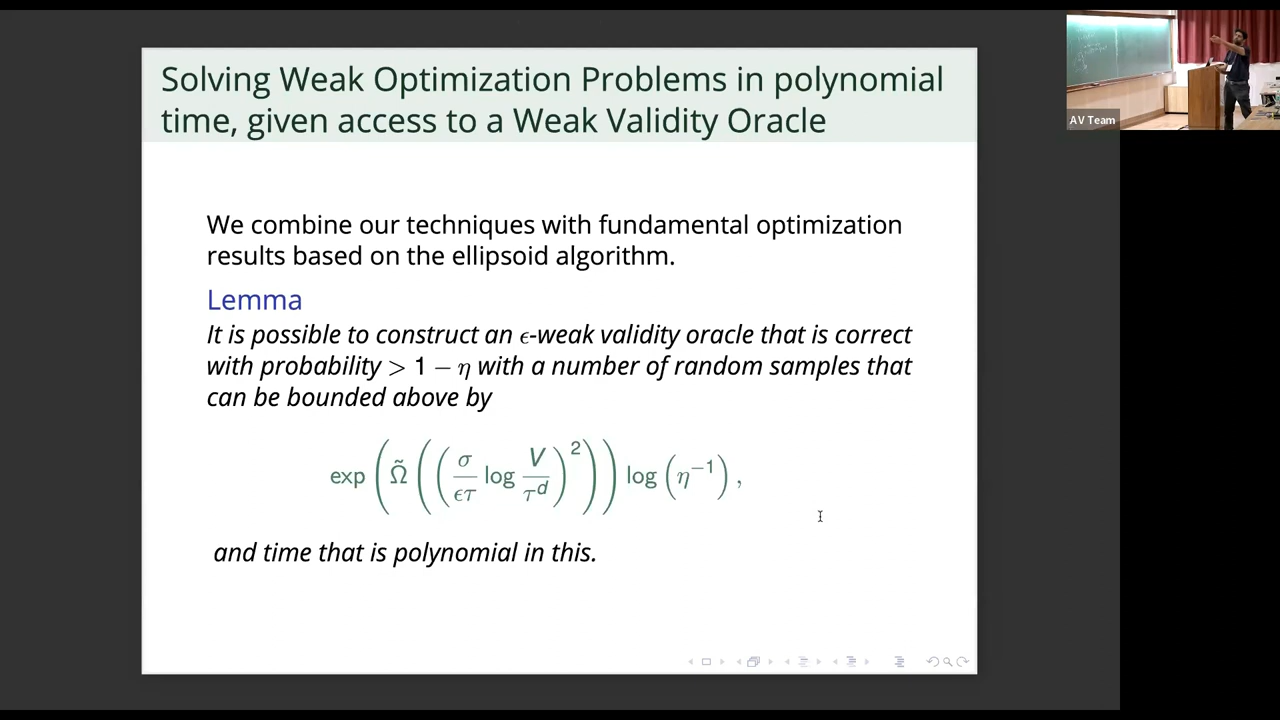 Solving Weak Optimization Problems in polynomial
time, given access to a Weak Validity Oracle
We combine our techniques with fundamental optimization
results based on the ellipsoid algorithm.
Lemma
It is possible to construct an ϵ-weak validity oracle that is correct
with probability > 1 − η with a number of random samples that
can be bounded above by
exp ( Ω̃ ( ( σ/(ϵτ) log V/τ^d )^2 ) ) log ( η^−1 ) ,
and time that is polynomial in this.
AV Team